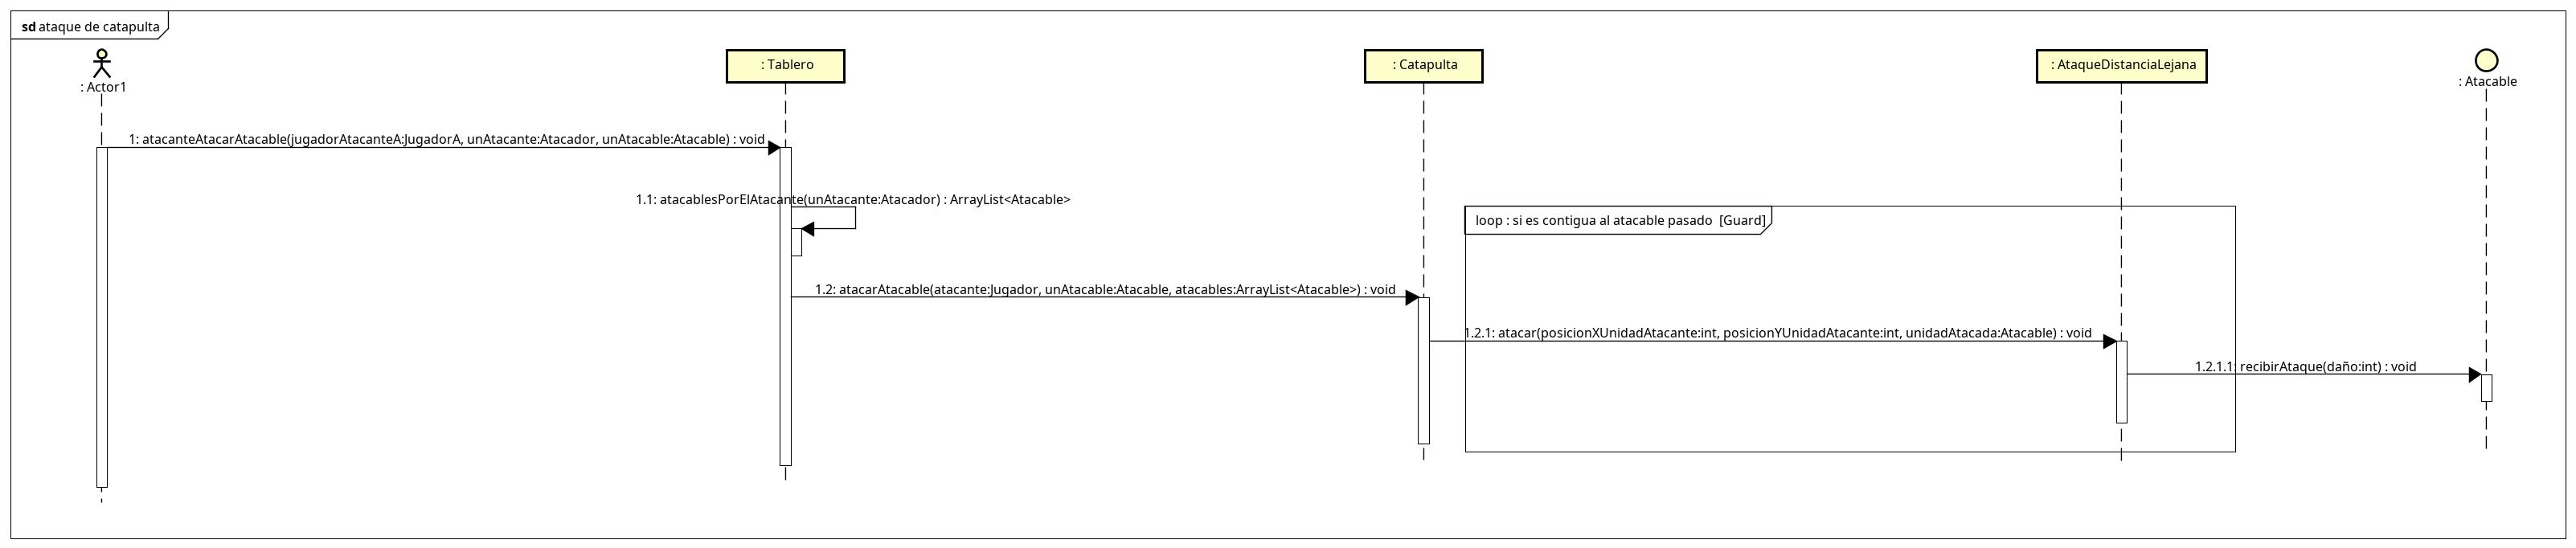 sd ataque de catapulta
: Actor1
: Tablero
: Catapulta
: AtaqueDistanciaLejana
: Atacable
1: atacanteAtacarAtacable(jugadorAtacanteA:JugadorA, unAtacante:Atacador, unAtacable:Atacable) : void
1.1: atacablesPorElAtacante(unAtacante:Atacador) : ArrayList<Atacable>
loop : si es contigua al atacable pasado [Guard]
1.2: atacarAtacable(atacante:Jugador, unAtacable:Atacable, atacables:ArrayList<Atacable>) : void
1.2.1: atacar(posicionXUnidadAtacante:int, posicionYUnidadAtacante:int, unidadAtacada:Atacable) : void
1.2.1.1: recibirAtaque(daño:int) : void